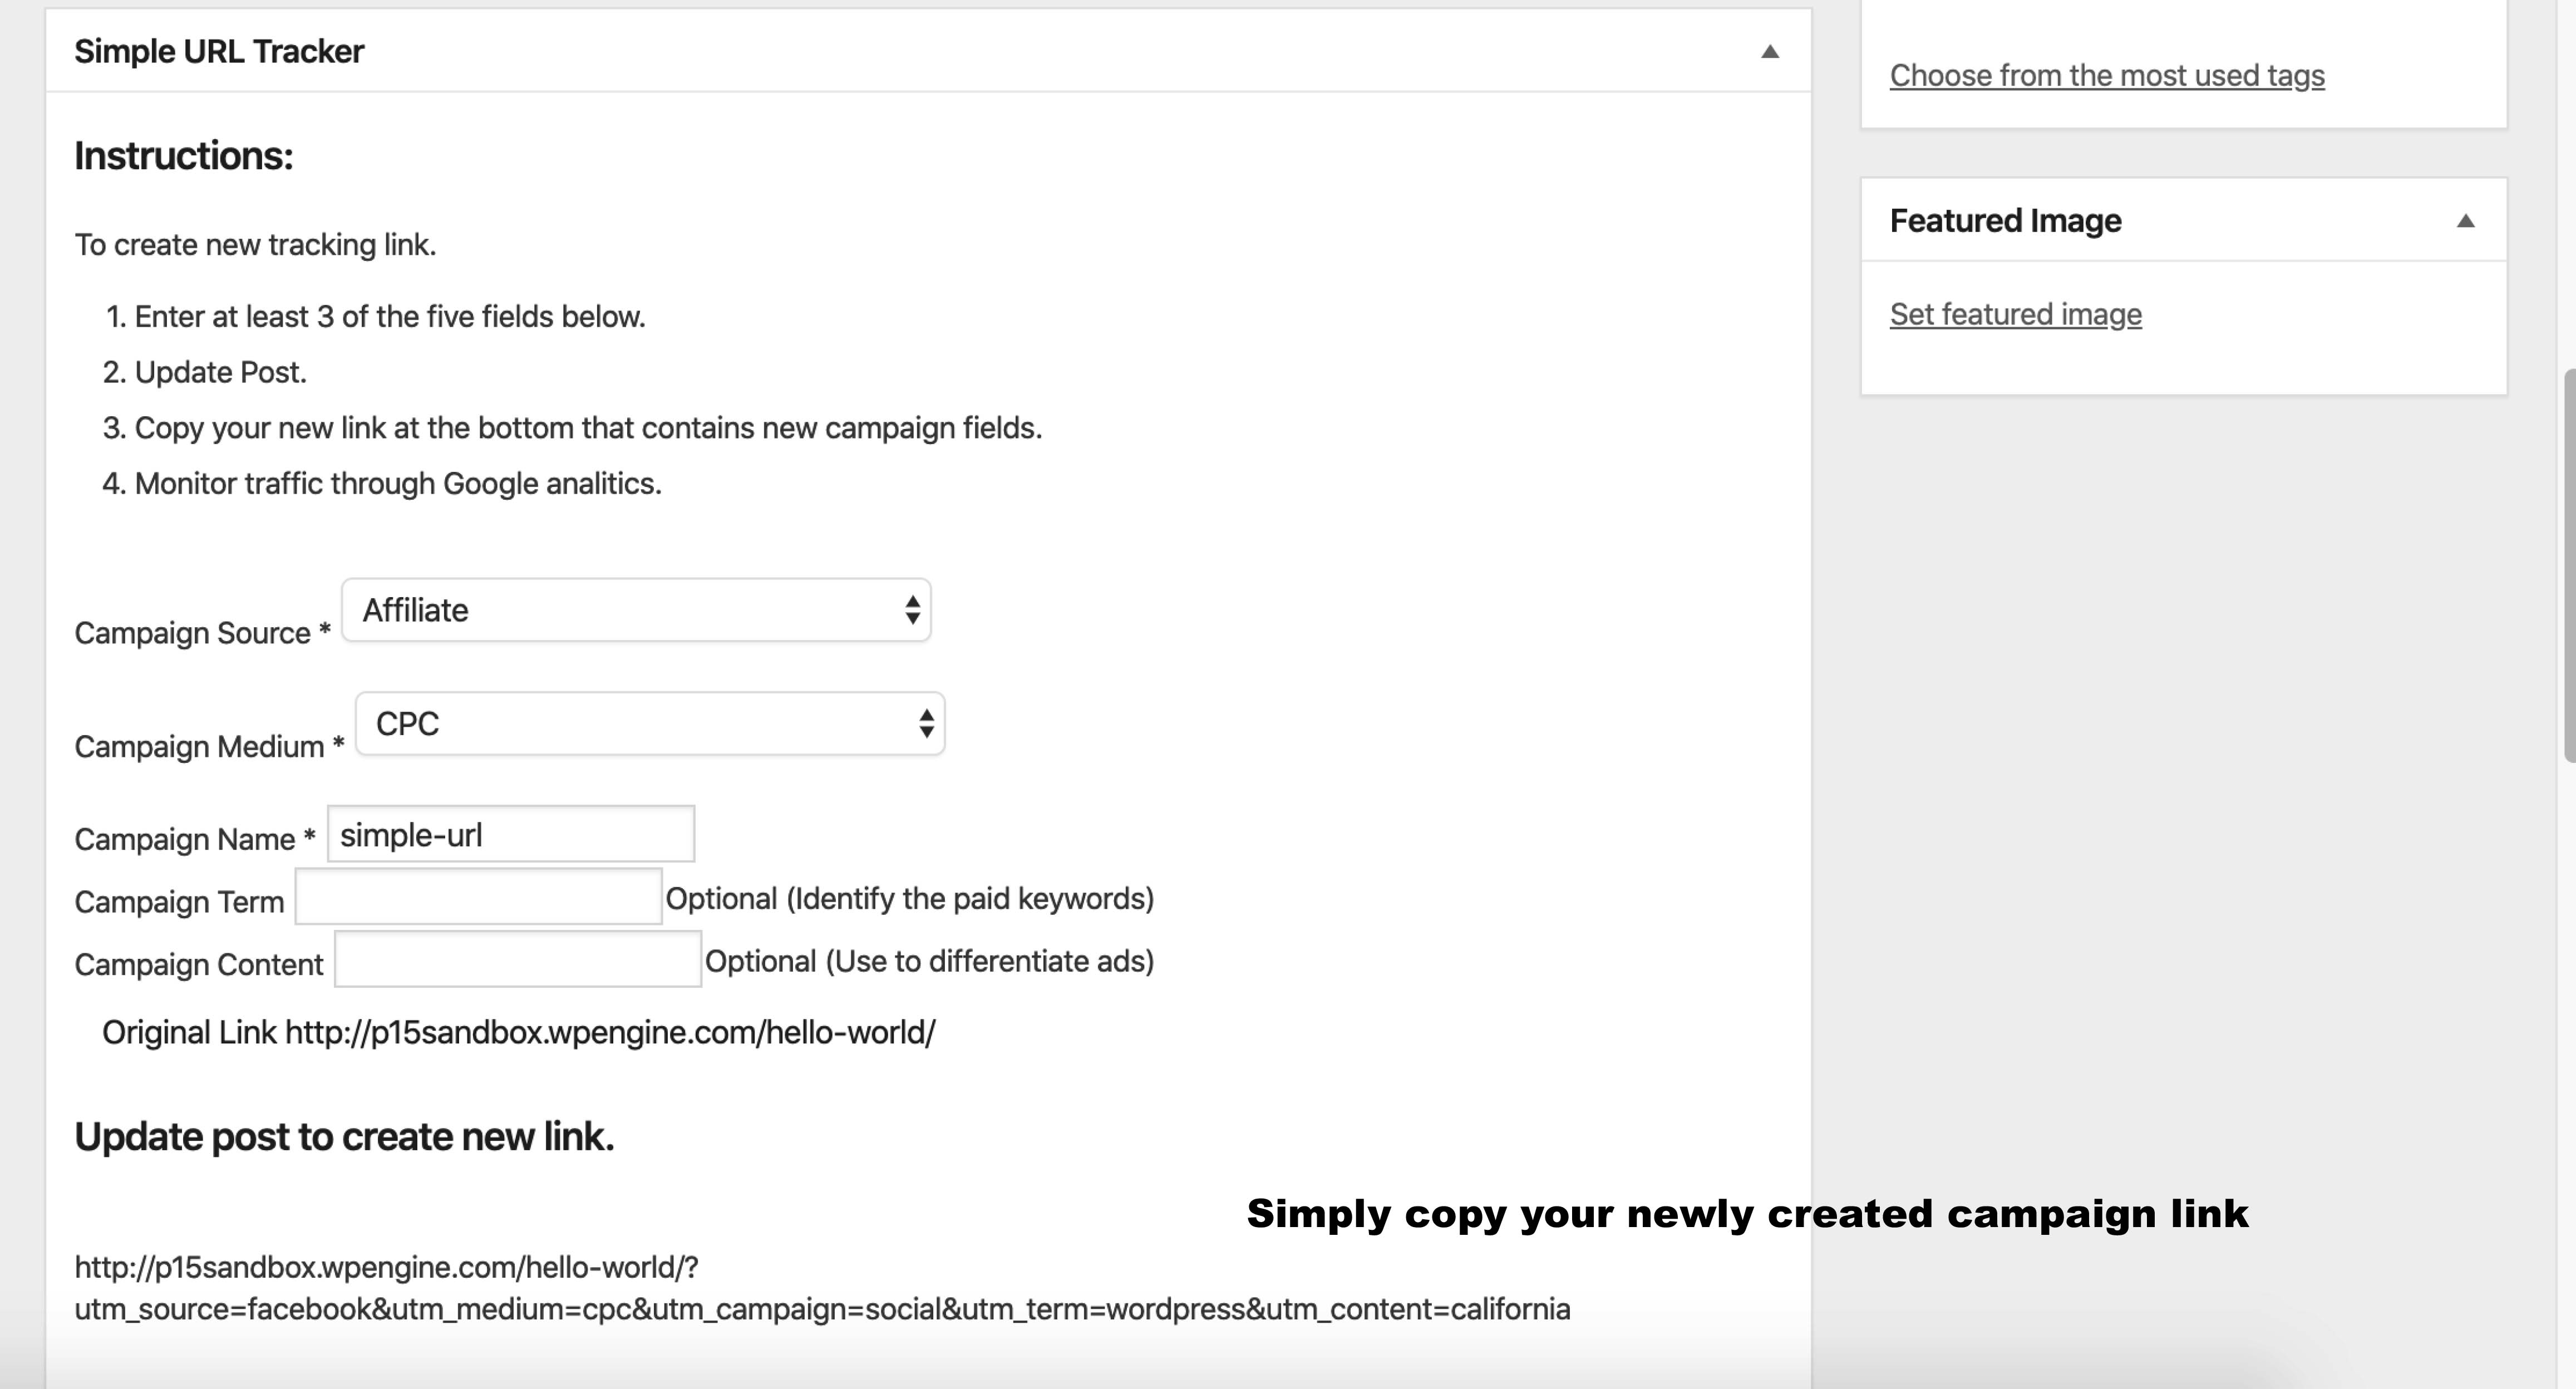 Simple URL Tracker
Instructions:
To create new tracking link.
1. Enter at least 3 of the five fields below.
2. Update Post.
3. Copy your new link at the bottom that contains new campaign fields.
4. Monitor traffic through Google analitics.
Campaign Source * Affiliate
Campaign Medium * CPC
Campaign Name * simple-url
Campaign Term Optional (Identify the paid keywords)
Campaign Content Optional (Use to differentiate ads)
Original Link http://p15sandbox.wpengine.com/hello-world/
Update post to create new link.
Simply copy your newly created campaign link
http://p15sandbox.wpengine.com/hello-world/?
utm_source=facebook&utm_medium=cpc&utm_campaign=social&utm_term=wordpress&utm_content=california
Choose from the most used tags
Featured Image
Set featured image